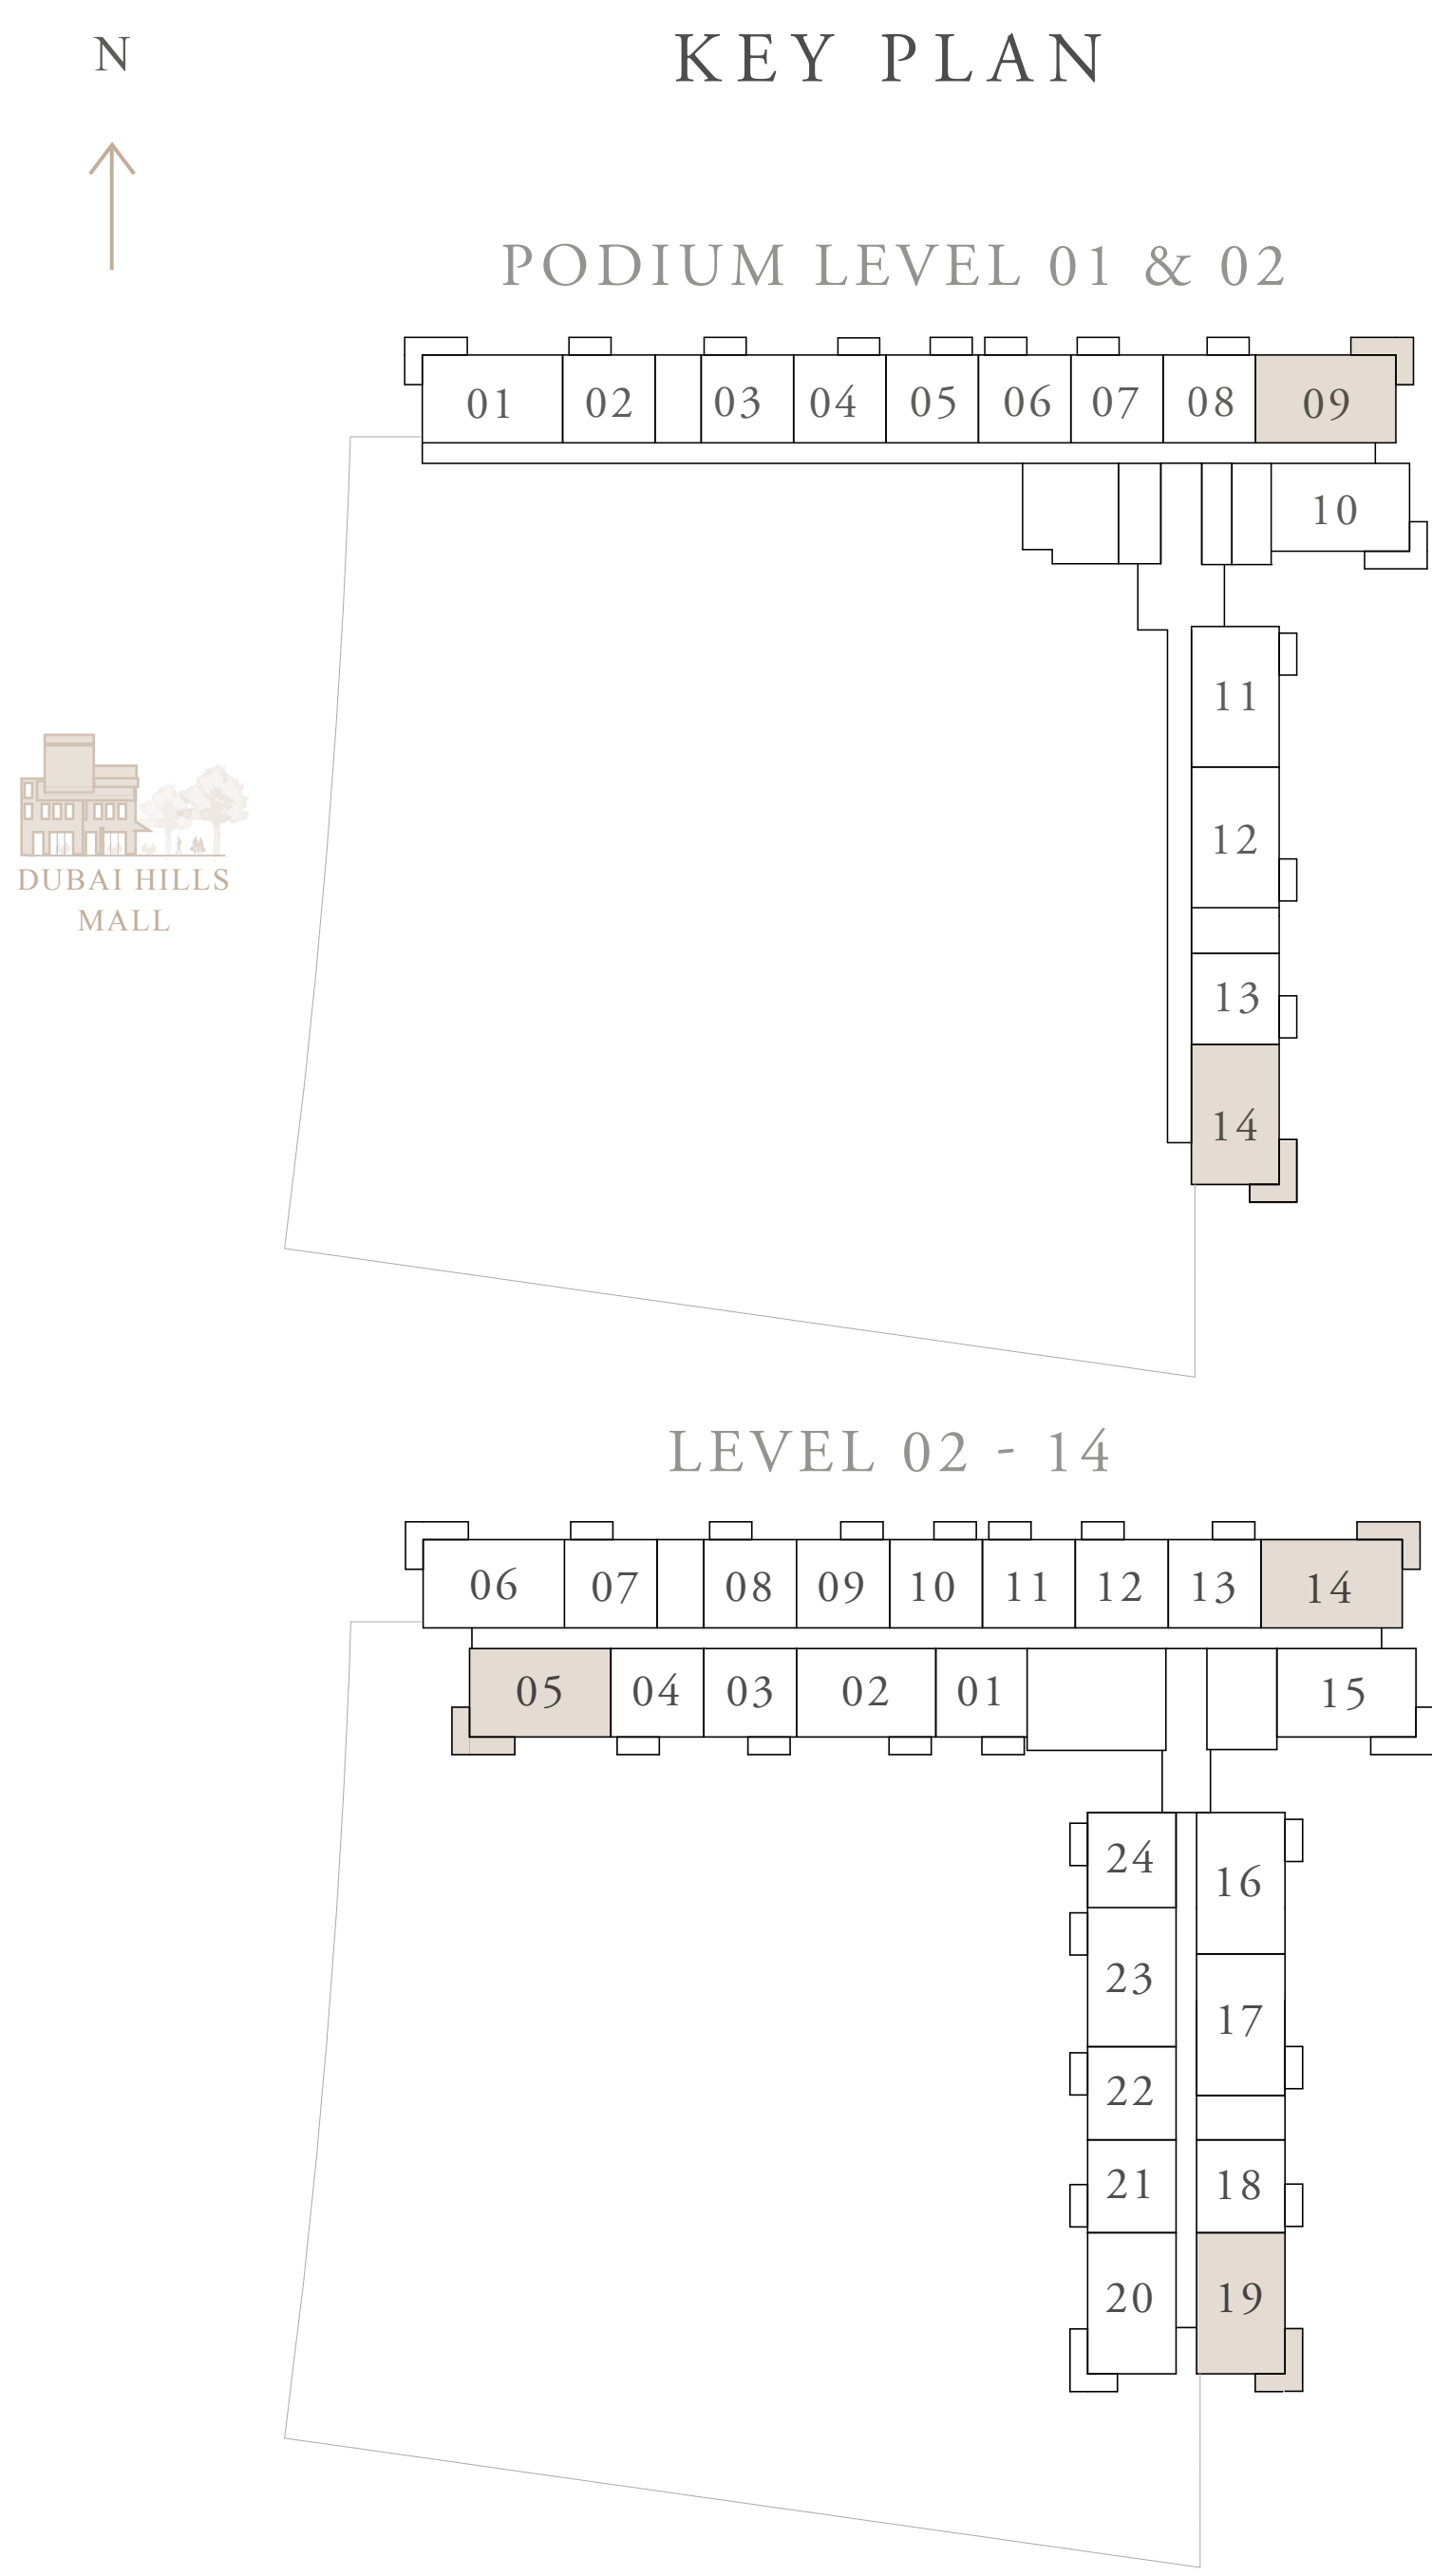 N
KEY PLAN
PODIUM LEVEL 01 & 02
01 02 03 04 05 06 07 08 09
10
11
DUBAI HILLS
MALL
12
13
14
LEVEL 02 - 14
06 07 08 09 10 11 12 13 14
05 04 03 02 01 15
24 16
23 17
22
21 18
20 19